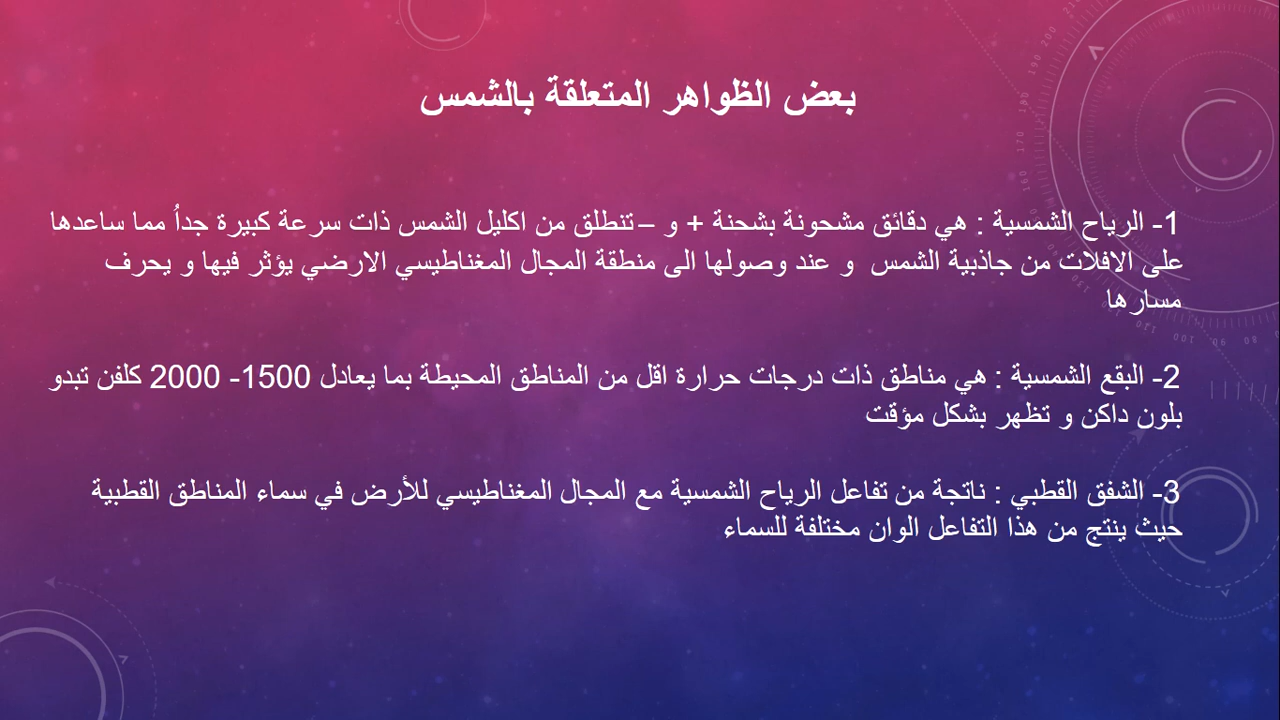 بعض الظواهر المتعلقة بالشمس
1- الرياح الشمسية : هي دقائق مشحونة بشحنة + و – تنطلق من اكليل الشمس ذات سرعة كبيرة جداُ مما ساعدها
على الافلات من جاذبية الشمس و عند وصولها الى منطقة المجال المغناطيسي الارضي يؤثر فيها و يحرف
مسارها
2- البقع الشمسية : هي مناطق ذات درجات حرارة اقل من المناطق المحيطة بما يعادل 1500- 2000 كلفن تبدو
بلون داكن و تظهر بشكل مؤقت
3- الشفق القطبي : ناتجة من تفاعل الرياح الشمسية مع المجال المغناطيسي للأرض في سماء المناطق القطبية
حيث ينتج من هذا التفاعل الوان مختلفة للسماء